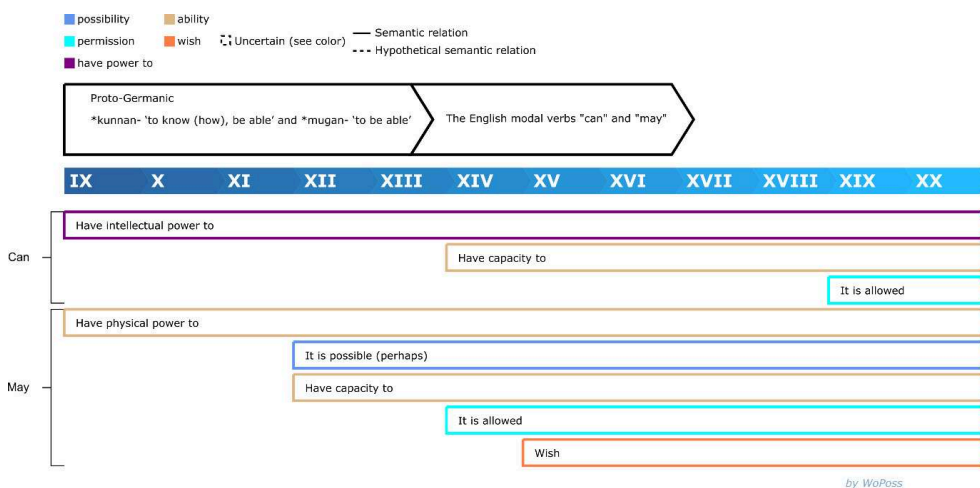 possibility
ability
permission
wish
Uncertain (see color)
Semantic relation
Hypothetical semantic relation
have power to
Proto-Germanic
*kunnan- ‘to know (how), be able’ and *mugan- ‘to be able’
The English modal verbs "can" and "may"
IX X XI XII XIII XIV XV XVI XVII XVIII XIX XX
Can
Have intellectual power to
Have capacity to
It is allowed
May
Have physical power to
It is possible (perhaps)
Have capacity to
It is allowed
Wish
by WoPoss